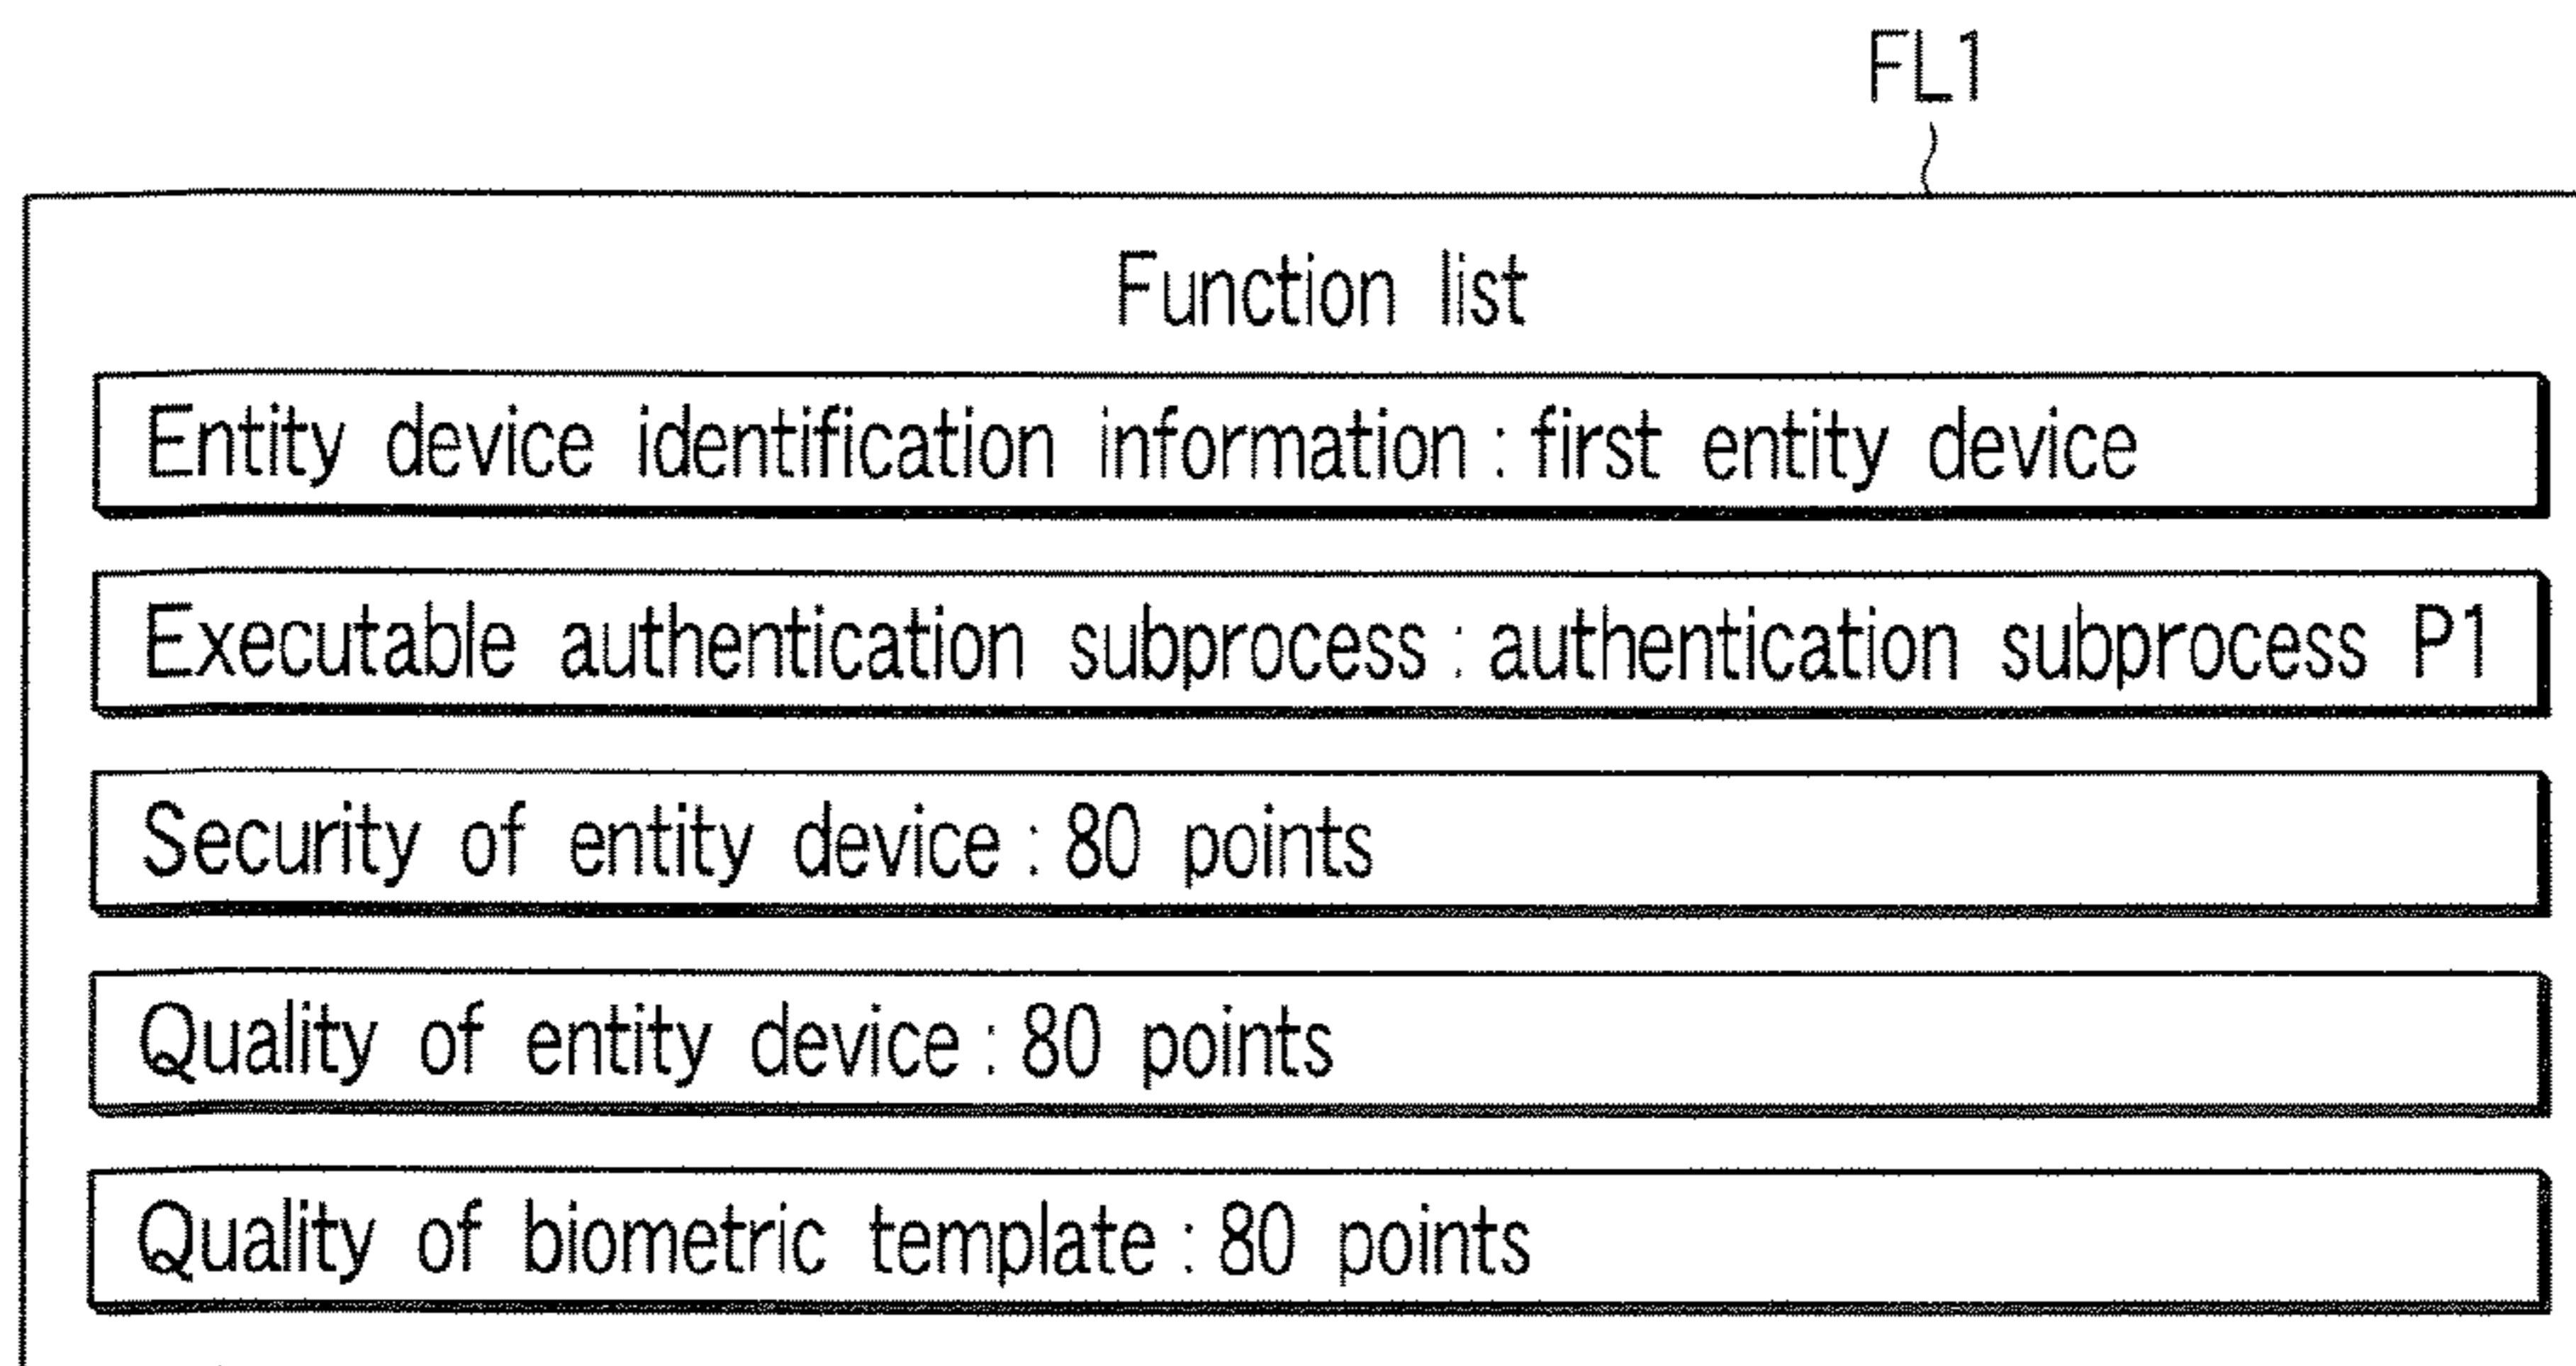 FL1
Function list
Entity device identification information : first entity device
Executable authentication subprocess : authentication subprocess P1
Security of entity device : 80 points
Quality of entity device : 80 points
Quality of biometric template : 80 points